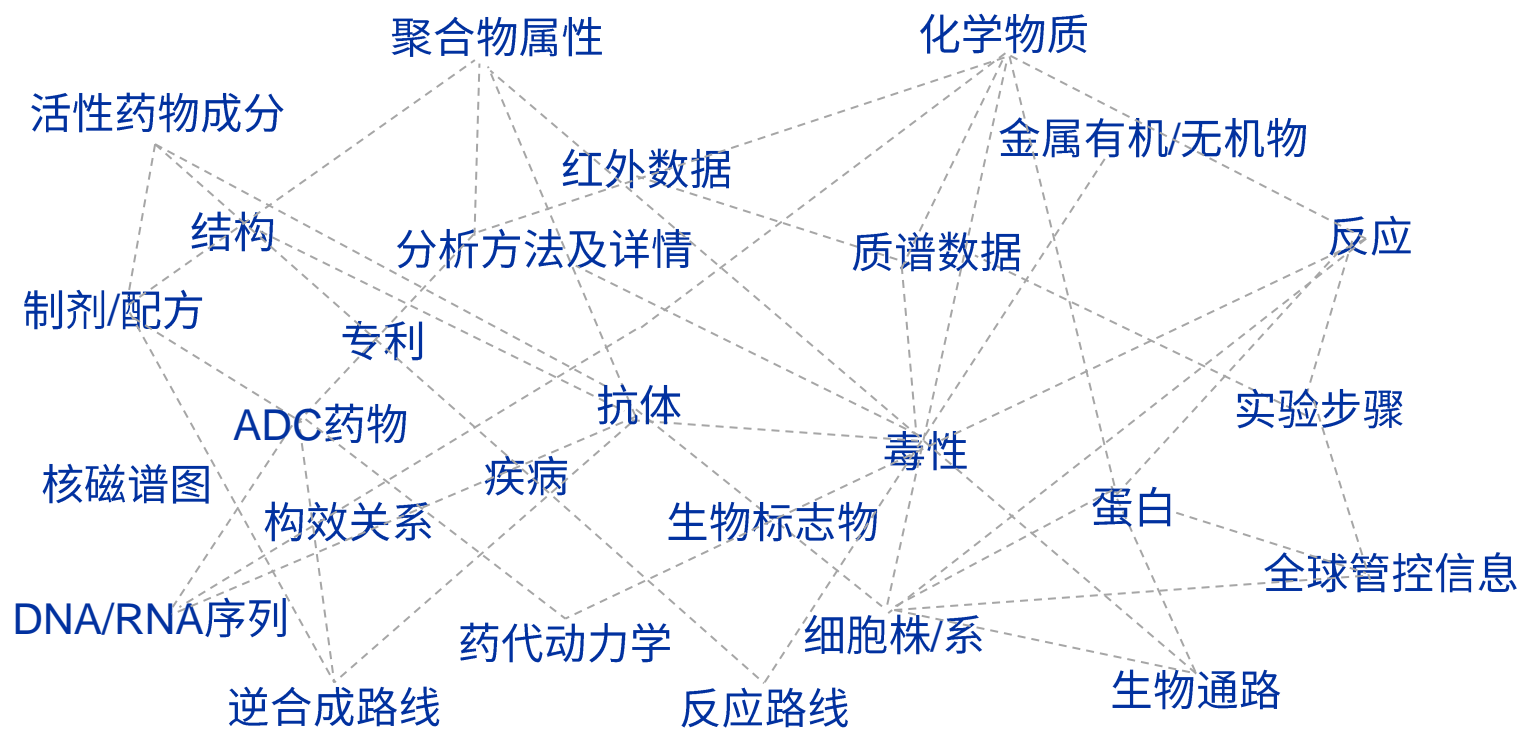 聚合物属性
化学物质
活性药物成分
金属有机/无机物
红外数据
结构
分析方法及详情
质谱数据
反应
制剂/配方
专利
抗体
实验步骤
ADC药物
毒性
核磁谱图
疾病
构效关系
生物标志物
蛋白
全球管控信息
DNA/RNA序列
药代动力学
细胞株/系
逆合成路线
反应路线
生物通路